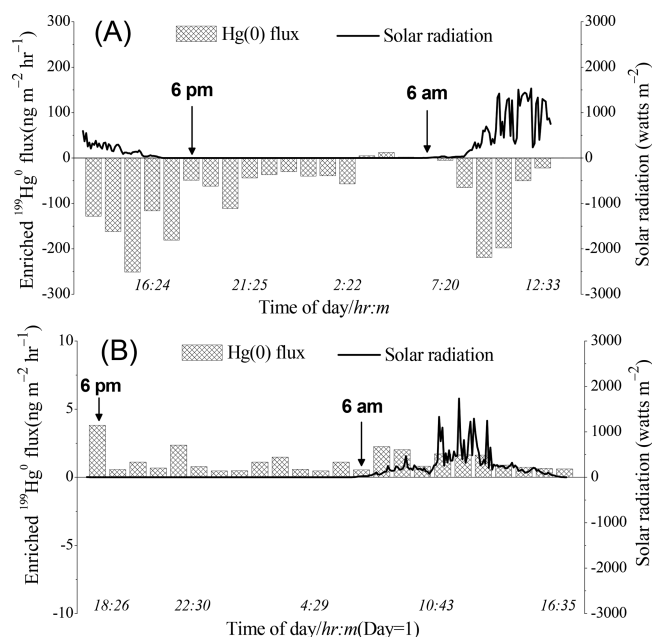 (A)
Hg(0) flux
Solar radiation
6 pm
6 am
300
200
100
0
-100
-200
-300
Enriched ¹⁹⁹Hg⁰ flux(ng m⁻² hr⁻¹)
3000
2000
1000
0
-1000
-2000
-3000
Solar radiation (watts m⁻²)
16:24 21:25 2:22 7:20 12:33
Time of day/hr:m
(B)
Hg(0) flux
Solar radiation
6 pm
6 am
10
5
0
-5
-10
Enriched ¹⁹⁹Hg⁰ flux(ng m⁻² hr⁻¹)
3000
2000
1000
0
-1000
-2000
-3000
Solar radiation (watts m⁻²)
18:26 22:30 4:29 10:43 16:35
Time of day/hr:m(Day=1)